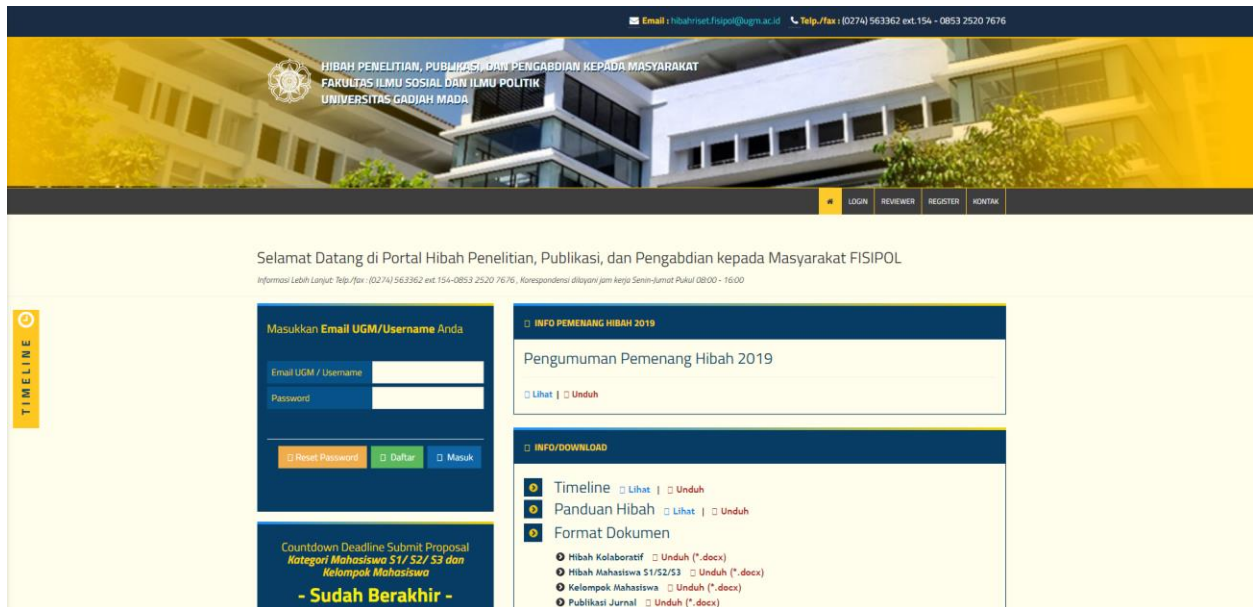 Email : hibahriset.fisipol@ugm.ac.id Telp./fax : (0274) 563362 ext.154 - 0853 2520 7676
HIBAH PENELITIAN, PUBLIKASI, DAN PENGABDIAN KEPADA MASYARAKAT
FAKULTAS ILMU SOSIAL DAN ILMU POLITIK
UNIVERSITAS GADJAH MADA
LOGIN REVIEWER REGISTER KONTAK
Selamat Datang di Portal Hibah Penelitian, Publikasi, dan Pengabdian kepada Masyarakat FISIPOL
Informasi Lebih Lanjut: Telp./fax : (0274) 563362 ext.154-0853 2520 7676 , Korespondensi dilayani jam kerja Senin-Jumat Pukul 08:00 - 16:00
TIMELINE
Masukkan Email UGM/Username Anda
Email UGM / Username
Password
Reset Password Daftar Masuk
Countdown Deadline Submit Proposal
Kategori Mahasiswa S1/ S2/ S3 dan
Kelompok Mahasiswa
- Sudah Berakhir -
INFO PEMENANG HIBAH 2019
Pengumuman Pemenang Hibah 2019
Lihat | Unduh
INFO/DOWNLOAD
Timeline Lihat | Unduh
Panduan Hibah Lihat | Unduh
Format Dokumen
Hibah Kolaboratif Unduh (*.docx)
Hibah Mahasiswa S1/S2/S3 Unduh (*.docx)
Kelompok Mahasiswa Unduh (*.docx)
Publikasi Jurnal Unduh (*.docx)